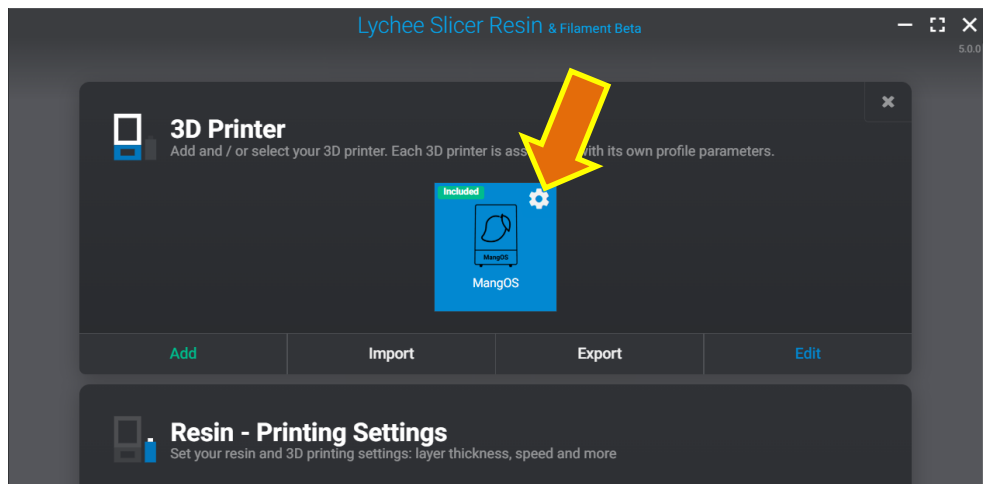 Lychee Slicer Resin & Filament Beta
5.0.0
3D Printer
Add and / or select your 3D printer. Each 3D printer is ass with its own profile parameters.
Included
MangOS
MangOS
Add Import Export Edit
Resin - Printing Settings
Set your resin and 3D printing settings: layer thickness, speed and more